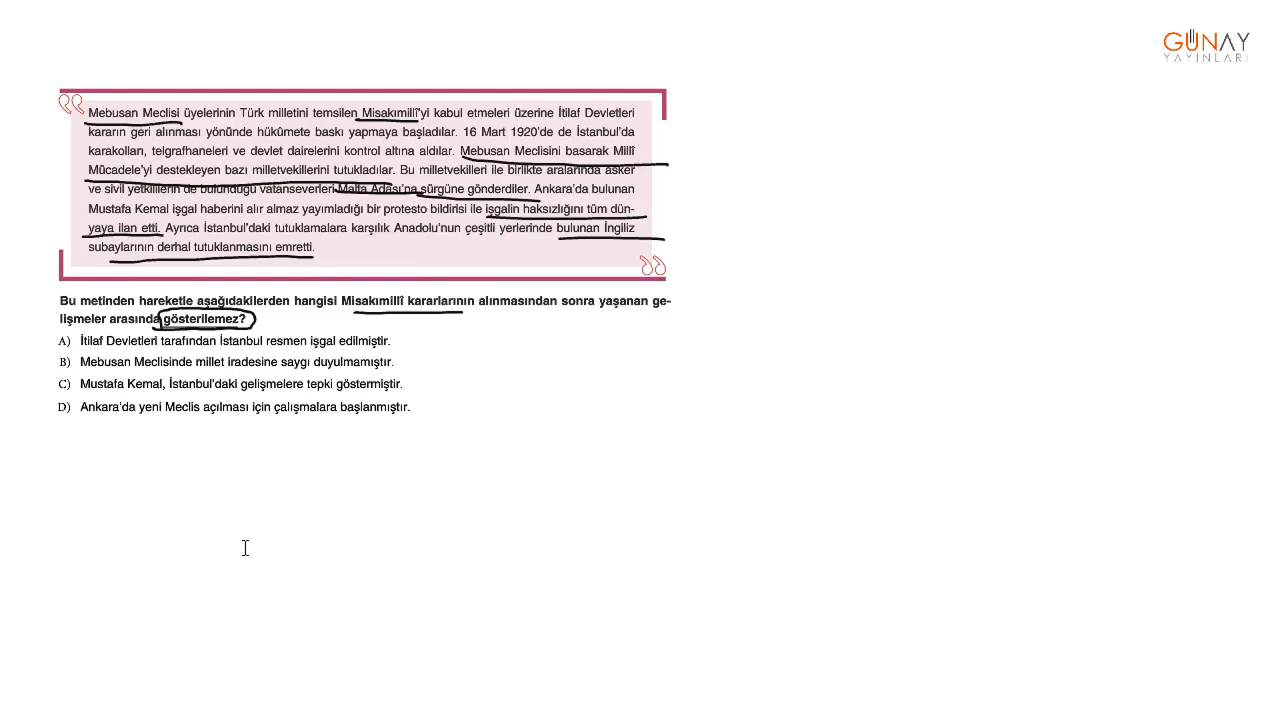 GÜNAY
YAYINLARI
Mebusan Meclisi üyelerinin Türk milletini temsilen Misakımillî'yi kabul etmeleri üzerine İtilaf Devletleri
kararın geri alınması yönünde hükûmete baskı yapmaya başladılar. 16 Mart 1920'de de İstanbul'da
karakolları, telgrafhaneleri ve devlet dairelerini kontrol altına aldılar. Mebusan Meclisini basarak Millî
Mücadele'yi destekleyen bazı milletvekillerini tutukladılar. Bu milletvekilleri ile birlikte aralarında asker
ve sivil yetkililerin de bulunduğu vatanseverleri Malta Adası'na sürgüne gönderdiler. Ankara'da bulunan
Mustafa Kemal işgal haberini alır almaz yayımladığı bir protesto bildirisi ile işgalin haksızlığını tüm dün-
yaya ilan etti. Ayrıca İstanbul'daki tutuklamalara karşılık Anadolu'nun çeşitli yerlerinde bulunan İngiliz
subaylarının derhal tutuklanmasını emretti.
Bu metinden hareketle aşağıdakilerden hangisi Misakımillî kararlarının alınmasından sonra yaşanan ge-
lişmeler arasında gösterilemez?
A) İtilaf Devletleri tarafından İstanbul resmen işgal edilmiştir.
B) Mebusan Meclisinde millet iradesine saygı duyulmamıştır.
C) Mustafa Kemal, İstanbul'daki gelişmelere tepki göstermiştir.
D) Ankara'da yeni Meclis açılması için çalışmalara başlanmıştır.